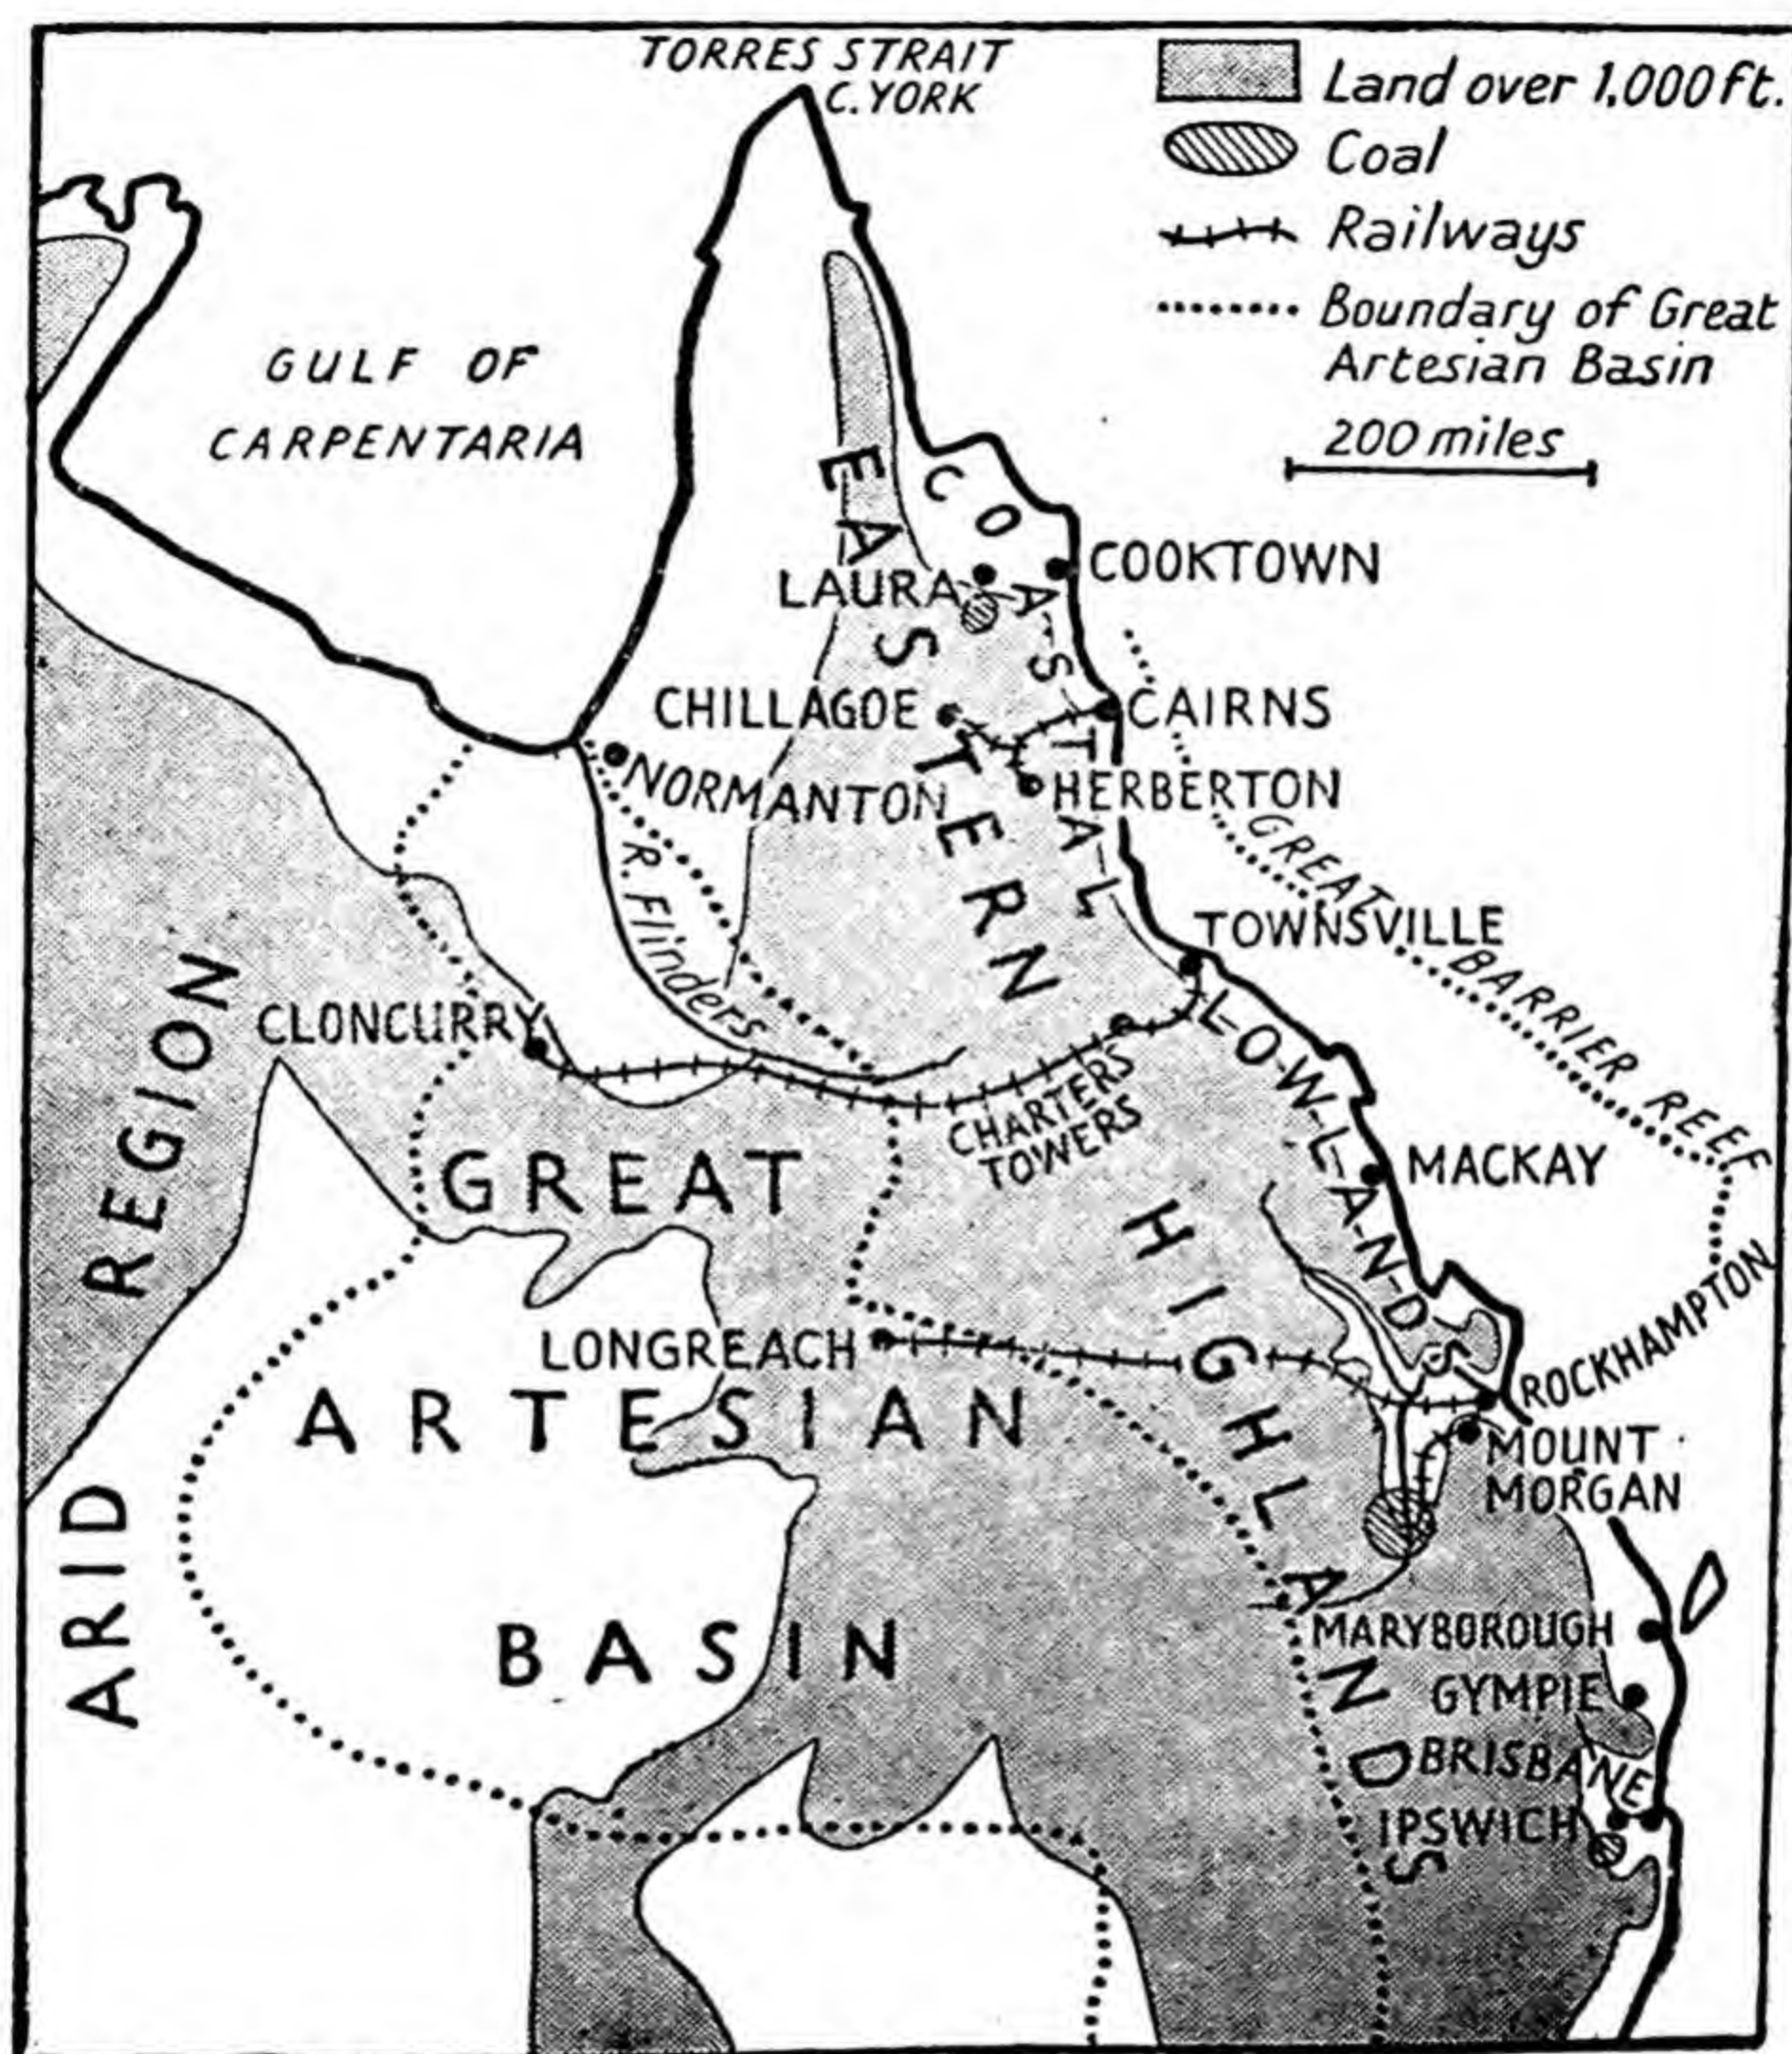 TORRES STRAIT
C. YORK
Land over 1,000 ft.
Coal
Railways
Boundary of Great
Artesian Basin
200 miles
GULF OF
CARPENTARIA
EASTERN HIGHLANDS
COASTAL LOWLANDS
COOKTOWN
LAURA
CHILLAGOE
CAIRNS
NORMANTON
HERBERTON
R. Flinders
GREAT BARRIER REEF
TOWNSVILLE
CLONCURRY
CHARTERS
TOWERS
MACKAY
ARID REGION
GREAT
ARTESIAN
BASIN
LONGREACH
ROCKHAMPTON
MOUNT
MORGAN
MARYBOROUGH
GYMPIE
BRISBANE
IPSWICH